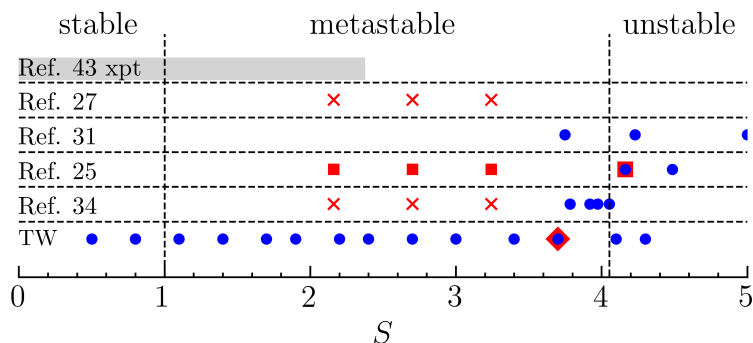 stable metastable unstable
Ref. 43 xpt
Ref. 27
Ref. 31
Ref. 25
Ref. 34
TW
0 1 2 3 4 5
S